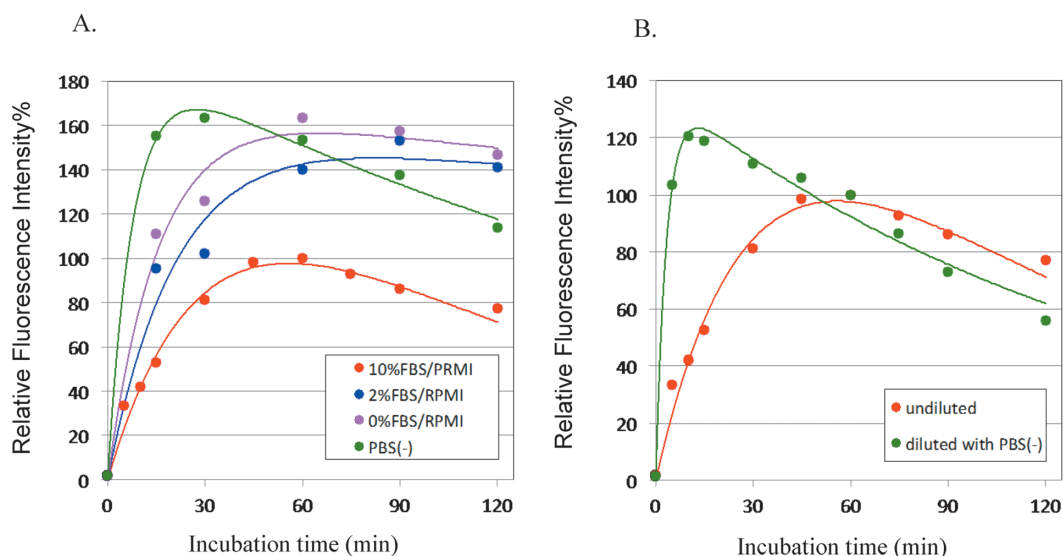 A.
Relative Fluorescence Intensity%
180
160
140
120
100
80
60
40
20
0
0 30 60 90 120
Incubation time (min)
10%FBS/PRMI
2%FBS/RPMI
0%FBS/RPMI
PBS(-)
B.
Relative Fluorescence Intensity%
140
120
100
80
60
40
20
0
0 30 60 90 120
Incubation time (min)
undiluted
diluted with PBS(-)